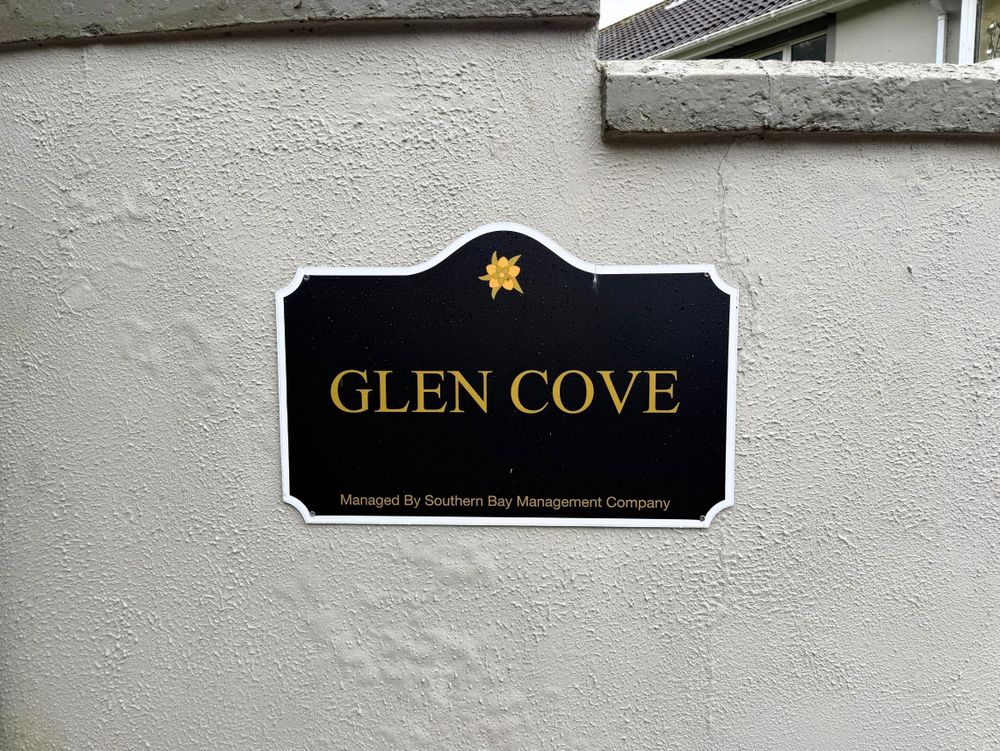 GLEN COVE
Managed By Southern Bay Management Company